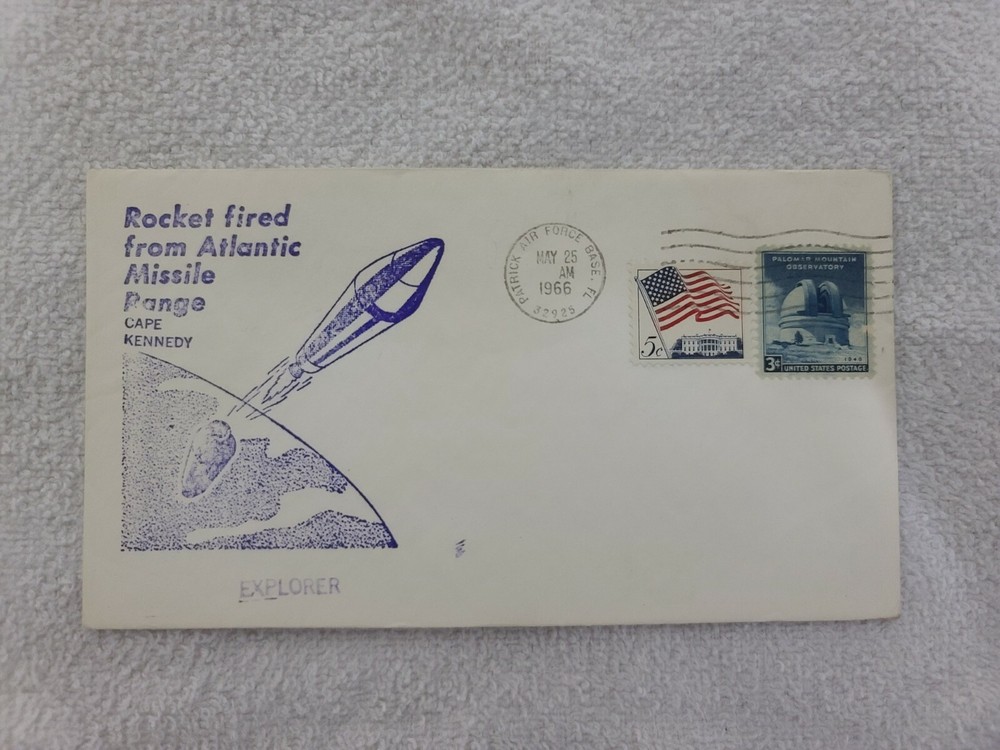 Rocket fired
from Atlantic
Missile
Range
CAPE
KENNEDY
PATRICK AIR FORCE BASE, FL
MAY 25
AM
1966
32925
5c
PALOMAR MOUNTAIN
OBSERVATORY
1948
3¢ UNITED STATES POSTAGE
EXPLORER